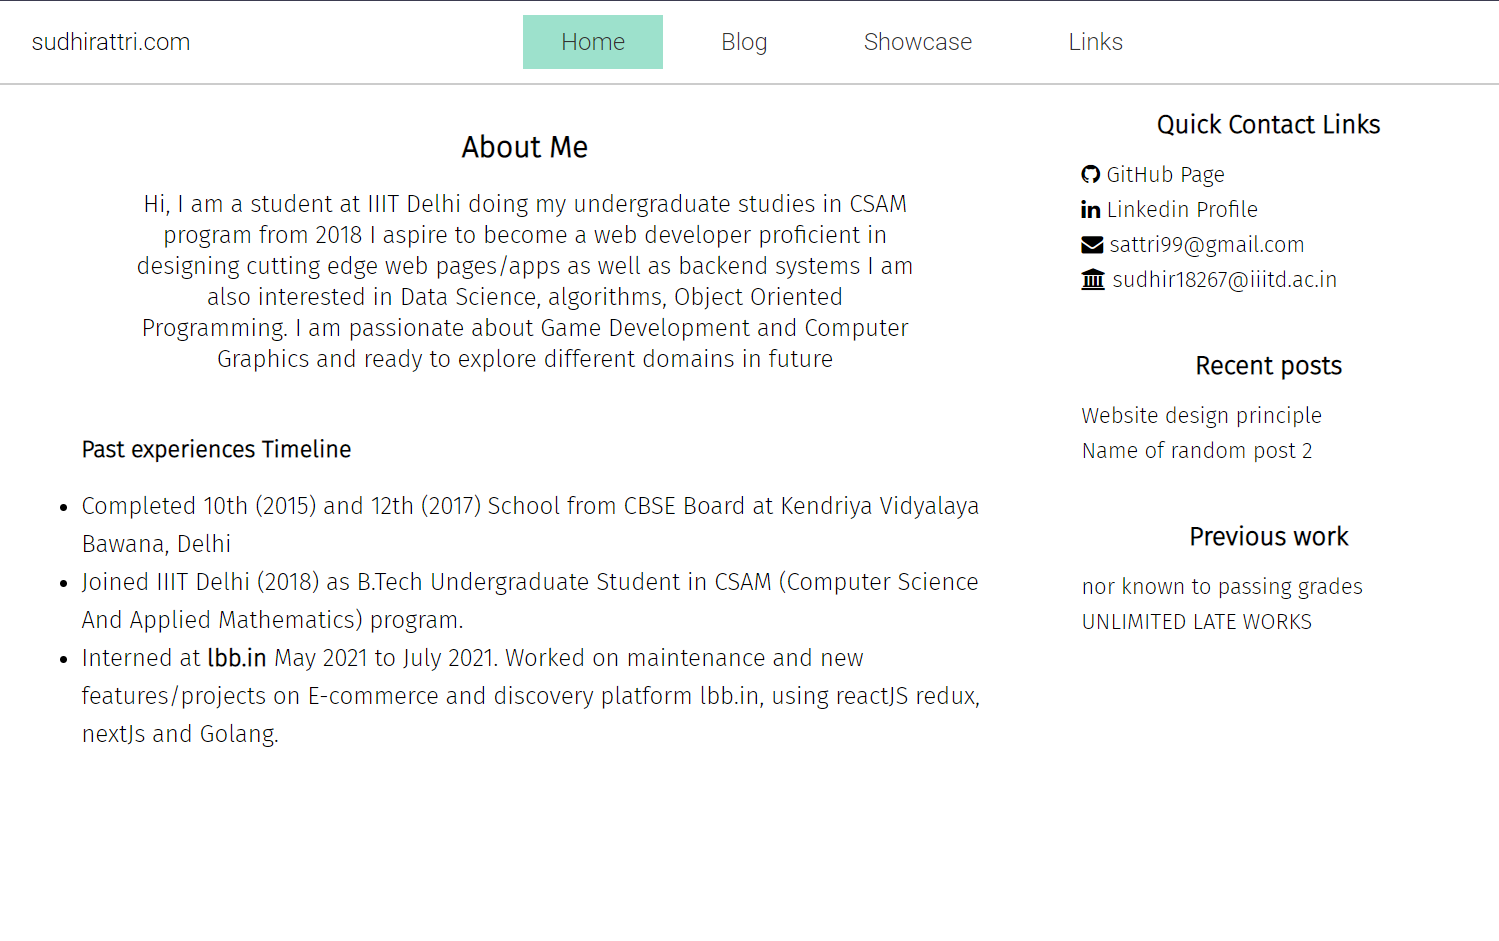 sudhirattri.com
Home
Blog
Showcase
Links
About Me
Hi, I am a student at IIIT Delhi doing my undergraduate studies in CSAM
program from 2018 I aspire to become a web developer proficient in
designing cutting edge web pages/apps as well as backend systems I am
also interested in Data Science, algorithms, Object Oriented
Programming. I am passionate about Game Development and Computer
Graphics and ready to explore different domains in future
Past experiences Timeline
• Completed 10th (2015) and 12th (2017) School from CBSE Board at Kendriya Vidyalaya
Bawana, Delhi
• Joined IIIT Delhi (2018) as B.Tech Undergraduate Student in CSAM (Computer Science
And Applied Mathematics) program.
• Interned at lbb.in May 2021 to July 2021. Worked on maintenance and new
features/projects on E-commerce and discovery platform lbb.in, using reactJS redux,
nextJs and Golang.
Quick Contact Links
GitHub Page
Linkedin Profile
sattri99@gmail.com
sudhir18267@iiitd.ac.in
Recent posts
Website design principle
Name of random post 2
Previous work
nor known to passing grades
UNLIMITED LATE WORKS